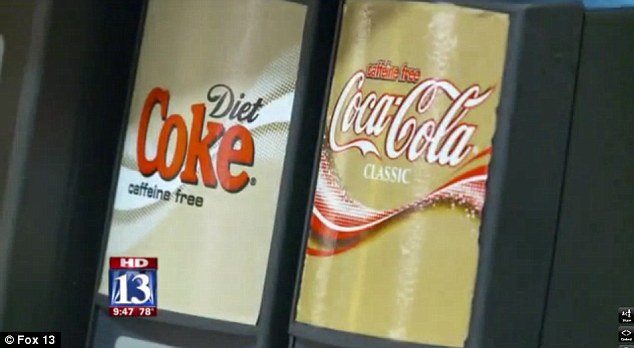 Diet
Coke
caffeine free
caffeine free
Coca-Cola
CLASSIC
HD
13
9:47 78°
© Fox 13